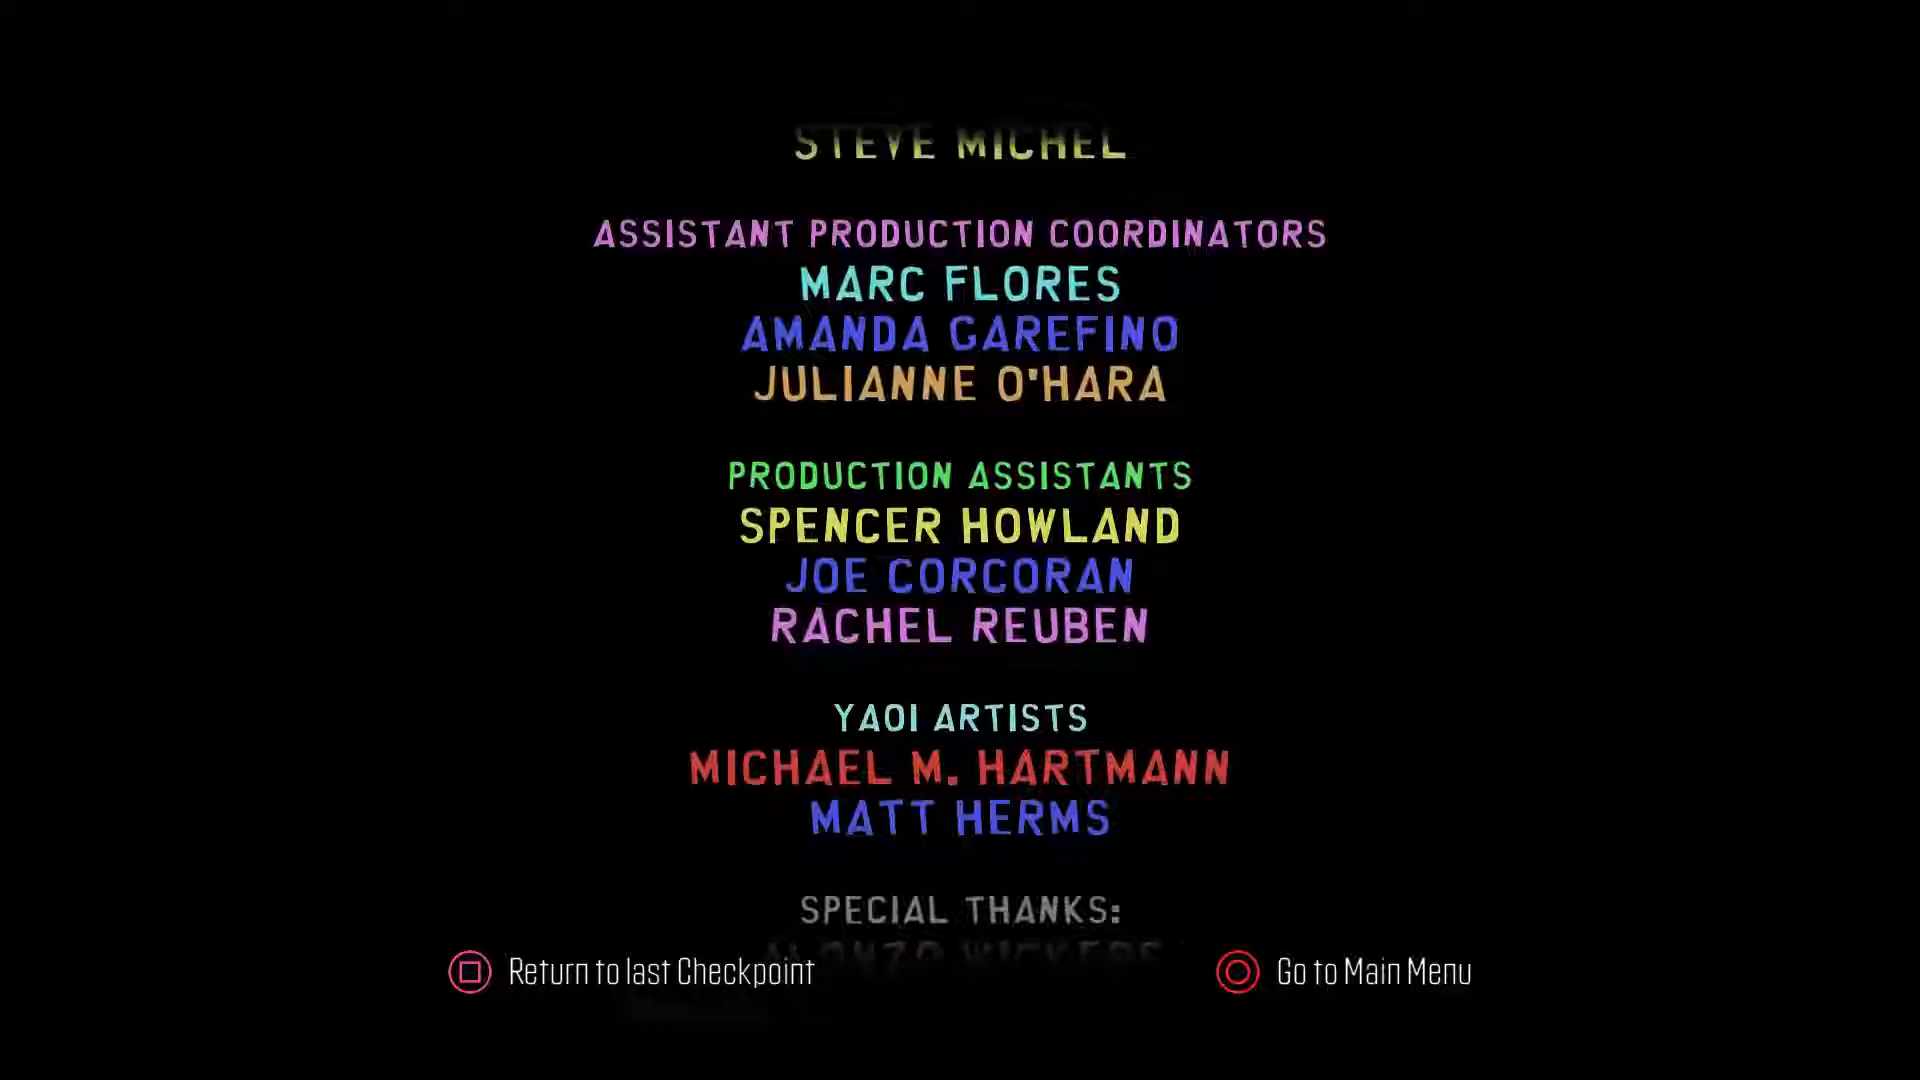 STEVE MICHEL
ASSISTANT PRODUCTION COORDINATORS
MARC FLORES
AMANDA GAREFINO
JULIANNE O'HARA
PRODUCTION ASSISTANTS
SPENCER HOWLAND
JOE CORCORAN
RACHEL REUBEN
YAOI ARTISTS
MICHAEL M. HARTMANN
MATT HERMS
SPECIAL THANKS:
Return to last Checkpoint
Go to Main Menu